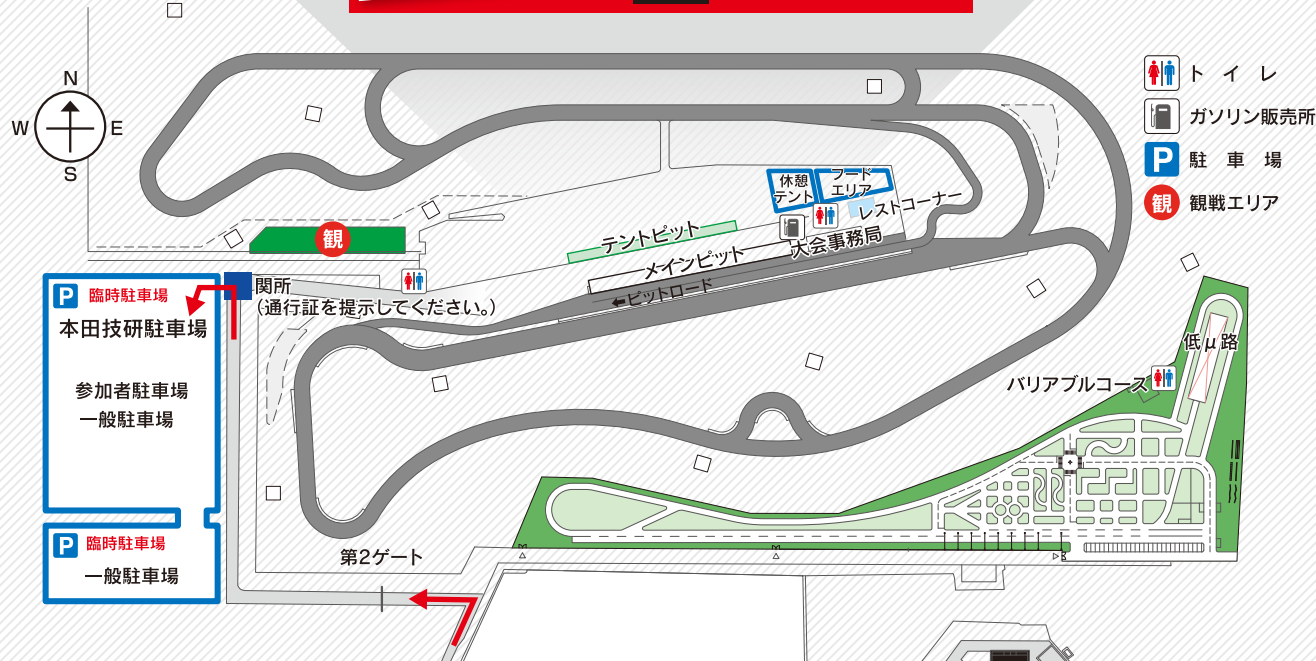 N
W
E
S
トイレ
ガソリン販売所
P
駐車場
観
観戦エリア
休憩
テント
フード
エリア
レストコーナー
テントピット
メインピット
大会事務局
←ピットロード
観
関所
（通行証を提示してください。）
P
臨時駐車場
本田技研駐車場
参加者駐車場
一般駐車場
P
臨時駐車場
一般駐車場
低μ路
バリアブルコース
第2ゲート